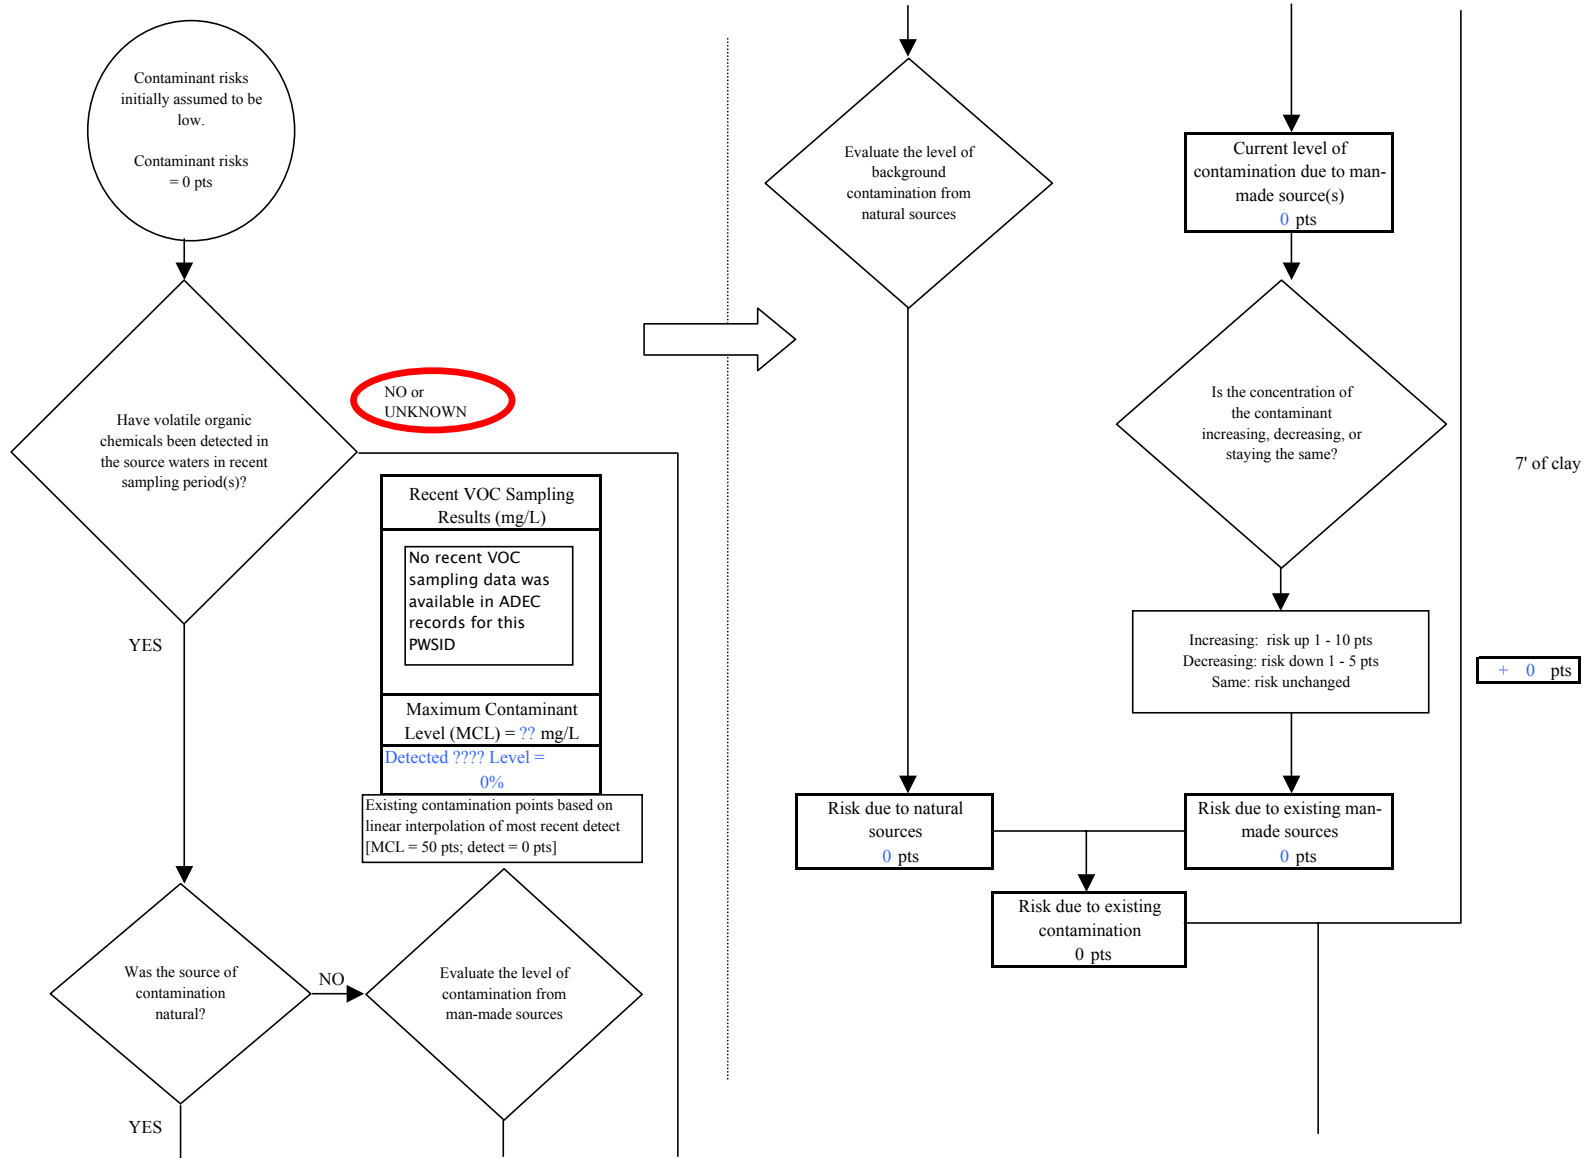 Contaminant risks
initially assumed to be
low.
Contaminant risks
= 0 pts
Have volatile organic
chemicals been detected in
the source waters in recent
sampling period(s)?
NO or
UNKNOWN
YES
Recent VOC Sampling
Results (mg/L)
No recent VOC
sampling data was
available in ADEC
records for this
PWSID
Maximum Contaminant
Level (MCL) = ?? mg/L
Detected ???? Level =
0%
Existing contamination points based on
linear interpolation of most recent detect
[MCL = 50 pts; detect = 0 pts]
Was the source of
contamination
natural?
NO
Evaluate the level of
contamination from
man-made sources
YES
Evaluate the level of
background
contamination from
natural sources
Current level of
contamination due to man-
made source(s)
0 pts
Is the concentration of
the contaminant
increasing, decreasing, or
staying the same?
7' of clay
Increasing: risk up 1 - 10 pts
Decreasing: risk down 1 - 5 pts
Same: risk unchanged
+ 0 pts
Risk due to natural
sources
0 pts
Risk due to existing man-
made sources
0 pts
Risk due to existing
contamination
0 pts